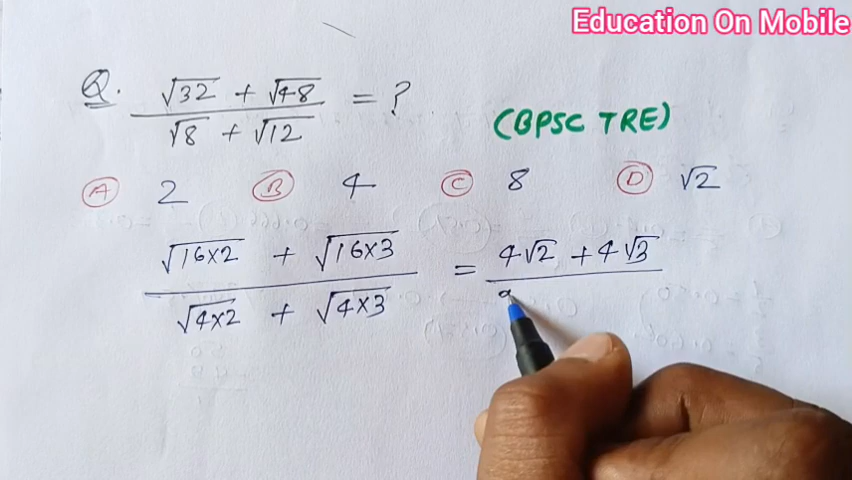 Education On Mobile
Q. (√32 + √48) / (√8 + √12) = ?
(BPSC TRE)
(A) 2 (B) 4 (C) 8 (D) √2
(√16×2 + √16×3) / (√4×2 + √4×3) = (4√2 + 4√3) /